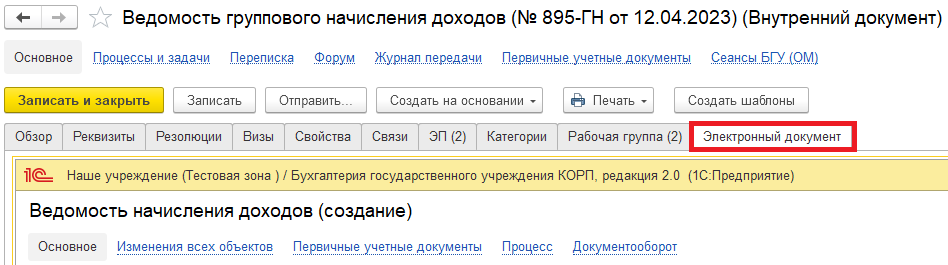 Ведомость группового начисления доходов (№ 895-ГН от 12.04.2023) (Внутренний документ)
Основное Процессы и задачи Переписка Форум Журнал передачи Первичные учетные документы Сеансы БГУ (ОМ)
Записать и закрыть Записать Отправить... Создать на основании Печать Создать шаблоны
Обзор Реквизиты Резолюции Визы Свойства Связи ЭП (2) Категории Рабочая группа (2) Электронный документ
1С Наше учреждение (Тестовая зона ) / Бухгалтерия государственного учреждения КОРП, редакция 2.0 (1С:Предприятие)
Ведомость начисления доходов (создание)
Основное Изменения всех объектов Первичные учетные документы Процесс Документооборот